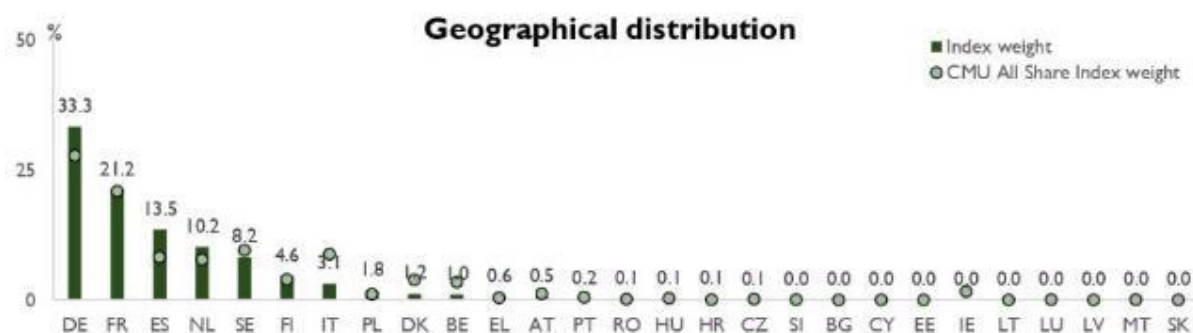 Geographical distribution
%
50
25
0
Index weight
CMU All Share Index weight
33.3 21.2 13.5 10.2 8.2 4.6 3.1 1.8 1.2 1.0 0.6 0.5 0.2 0.1 0.1 0.1 0.1 0.0 0.0 0.0 0.0 0.0 0.0 0.0 0.0 0.0 0.0
DE FR ES NL SE FI IT PL DK BE EL AT PT RO HU HR CZ SI BG CY EE IE LT LU LV MT SK